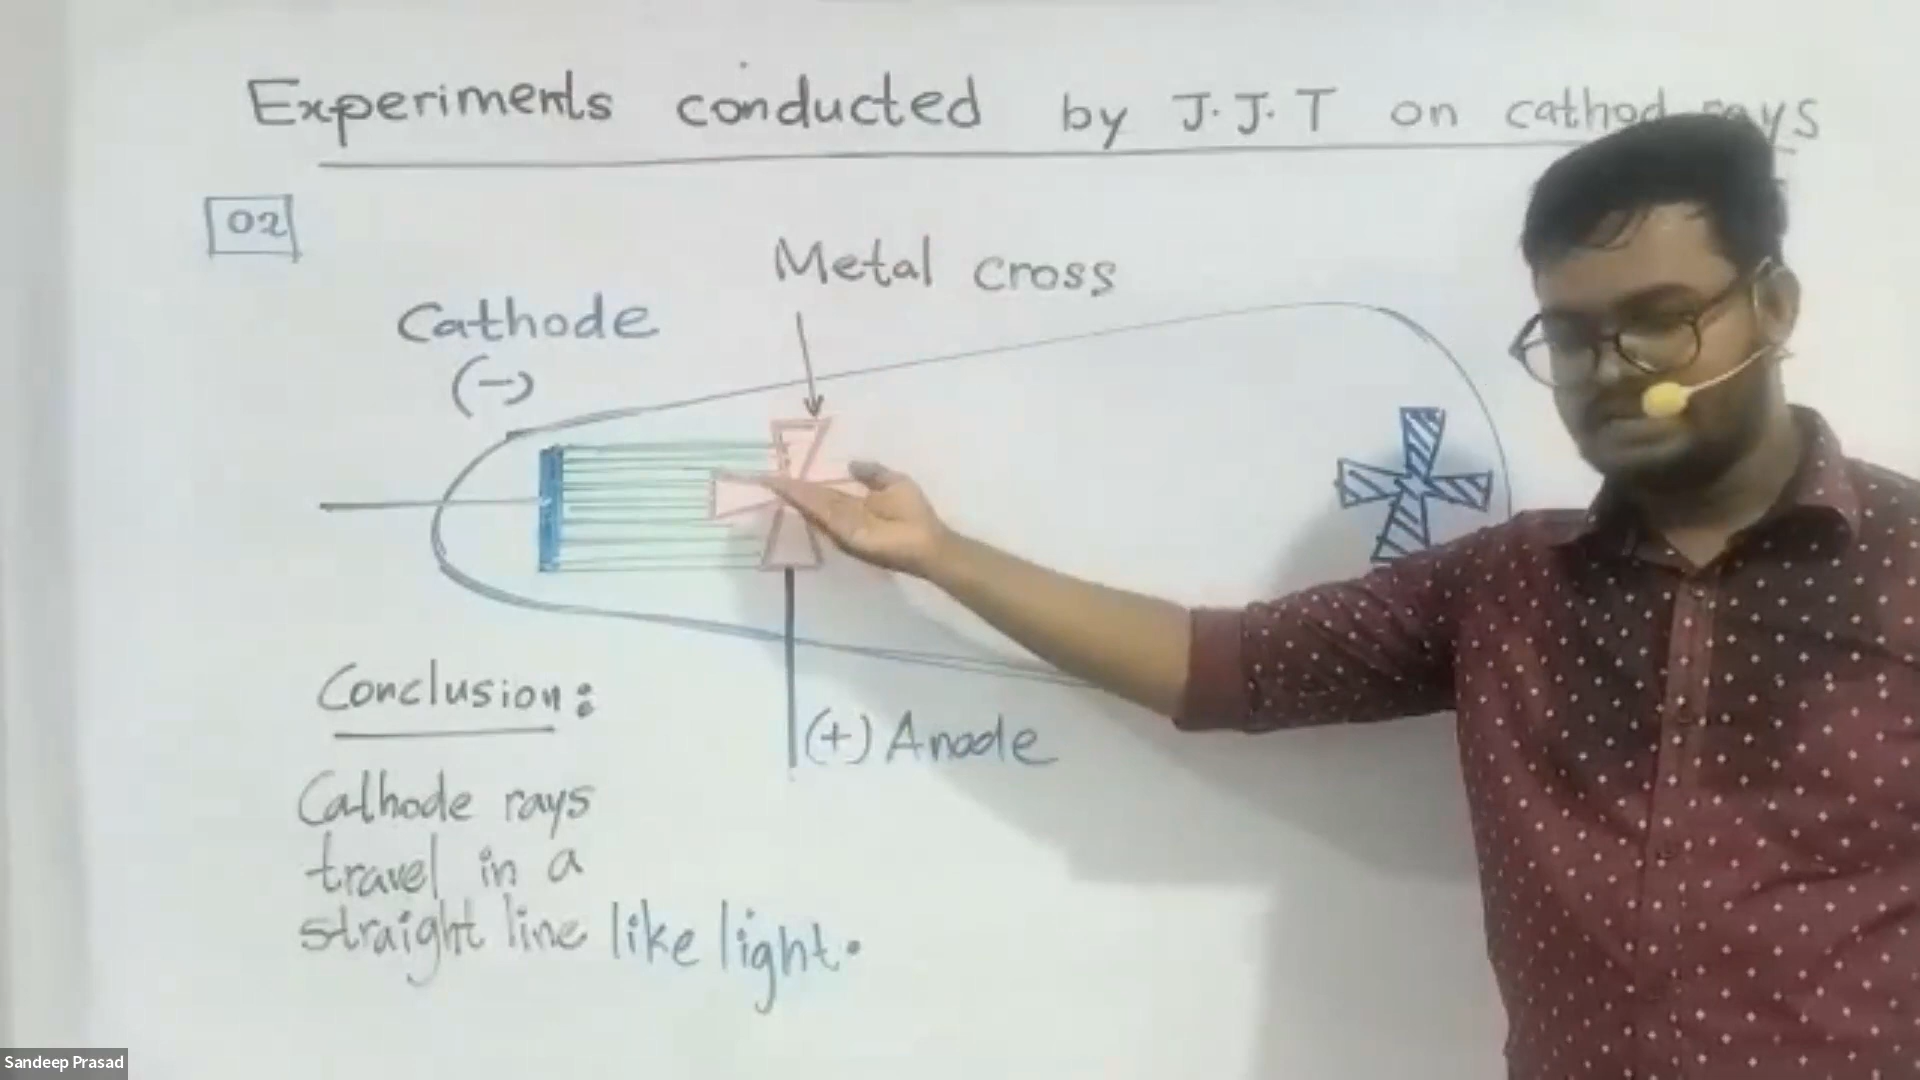 Experiments conducted by J.J.T on cathod rays
02
Metal cross
Cathode
(-)
(+) Anode
Conclusion:
Cathode rays
travel in a
straight line like light.
Sandeep Prasad